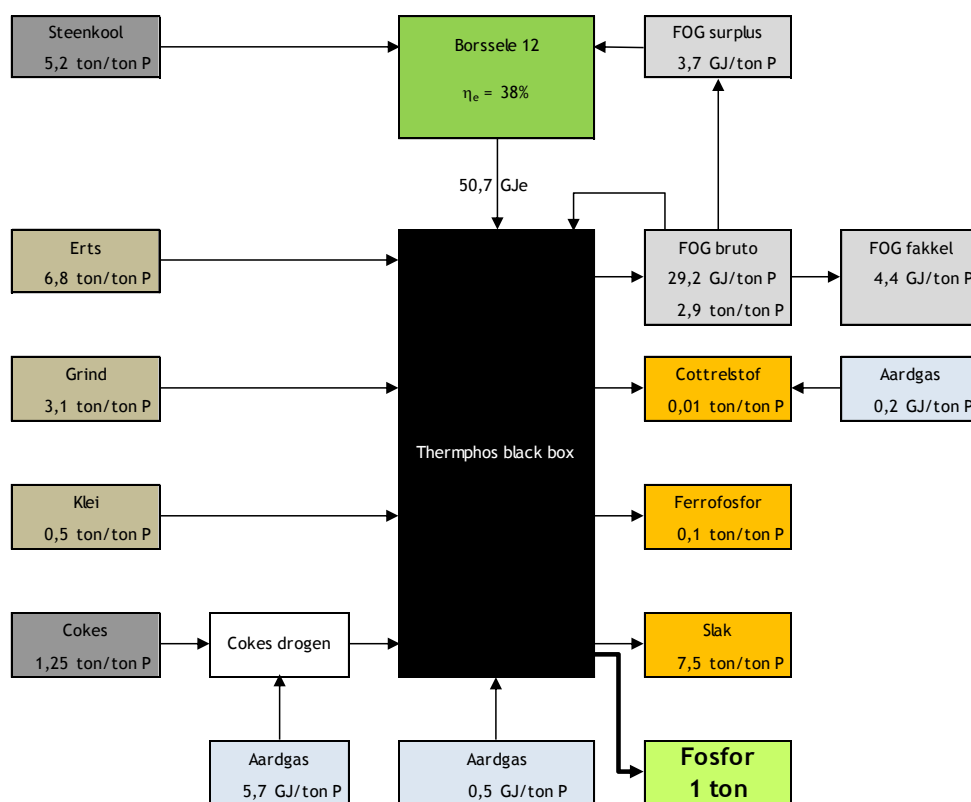 Steenkool
5,2 ton/ton P
Borssele 12
ηe = 38%
FOG surplus
3,7 GJ/ton P
50,7 GJe
Erts
6,8 ton/ton P
FOG bruto
29,2 GJ/ton P
2,9 ton/ton P
FOG fakkel
4,4 GJ/ton P
Grind
3,1 ton/ton P
Cottrelstof
0,01 ton/ton P
Aardgas
0,2 GJ/ton P
Thermphos black box
Klei
0,5 ton/ton P
Ferrofosfor
0,1 ton/ton P
Cokes
1,25 ton/ton P
Cokes drogen
Slak
7,5 ton/ton P
Aardgas
5,7 GJ/ton P
Aardgas
0,5 GJ/ton P
Fosfor
1 ton